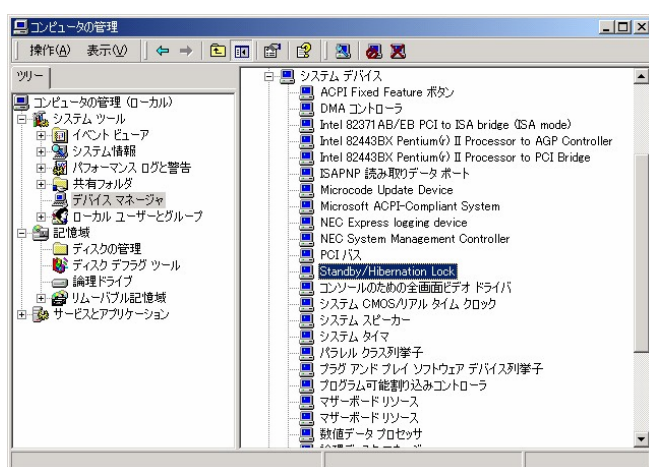 コンピュータの管理
操作(A) 表示(V)
ツリー
コンピュータの管理 (ローカル)
システム ツール
イベント ビューア
システム情報
パフォーマンス ログと警告
共有フォルダ
デバイス マネージャ
ローカル ユーザーとグループ
記憶域
ディスクの管理
ディスク デフラグ ツール
論理ドライブ
リムーバブル記憶域
サービスとアプリケーション
システム デバイス
ACPI Fixed Feature ボタン
DMA コントローラ
Intel 82371AB/EB PCI to ISA bridge (ISA mode)
Intel 82443BX Pentium(r) II Processor to AGP Controller
Intel 82443BX Pentium(r) II Processor to PCI Bridge
ISAPNP 読み取りデータ ポート
Microcode Update Device
Microsoft ACPI-Compliant System
NEC Express logging device
NEC System Management Controller
PCI バス
Standby/Hibernation Lock
コンソールのための全画面ビデオ ドライバ
システム CMOS/リアル タイム クロック
システム スピーカー
システム タイマ
パラレル クラス列挙子
プラグ アンド プレイ ソフトウェア デバイス列挙子
プログラム可能割り込みコントローラ
マザーボード リソース
マザーボード リソース
数値データ プロセッサ